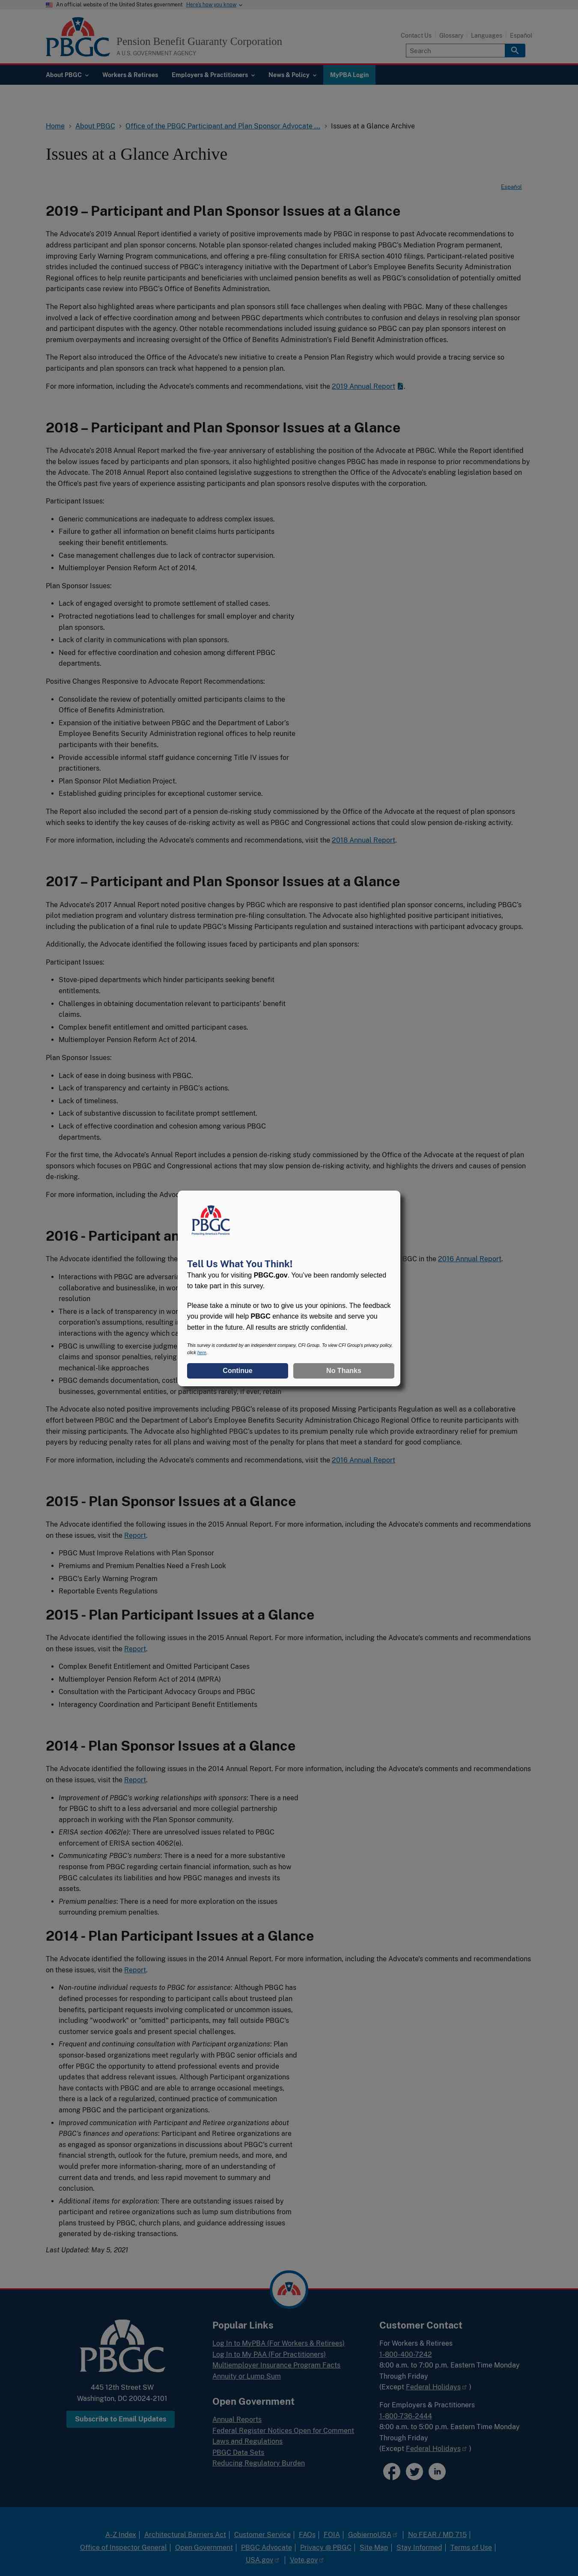 An official website of the United States government Here's how you know
PBGC
Pension Benefit Guaranty Corporation
A U.S. GOVERNMENT AGENCY
Contact Us Glossary Languages Español
Search
About PBGC Workers & Retirees Employers & Practitioners News & Policy MyPBA Login
Home > About PBGC > Office of the PBGC Participant and Plan Sponsor Advocate ... > Issues at a Glance Archive
Issues at a Glance Archive
Español
2019 – Participant and Plan Sponsor Issues at a Glance
The Advocate's 2019 Annual Report identified a variety of positive improvements made by PBGC in response to past Advocate recommendations to address both participant and plan sponsor concerns. Notable plan sponsor-related changes included making PBGC's Mediation Program permanent, improving Early Warning Program communications, and offering a pre-filing consultation for ERISA section 4010 filings. Participant-related positive strides included the continued success of PBGC's interagency initiative with the Department of Labor's Employee Benefits Security Administration Regional offices to help resolve more cases for participants with unclaimed pension benefits as well as improvements on the consistency of omitted participant cases review into PBGC's Office of Benefits Administration.
The Report also highlighted areas where participants and plan sponsors still face challenges when dealing with PBGC. Many of these challenges
involved a lack of effective coordination among and between PBGC departments which contributes to confusion and delays in resolving plan sponsor
and participant disputes with the agency. Other notable recommendations included issuing guidance so PBGC can pay plan sponsors interest on
premium overpayments and increasing oversight of the Office of Benefits Administration's Field Benefit Administration offices.
The Report also introduced the Office of the Advocate's new initiative to create a Pension Plan Registry which would provide a tracing service so
participants and plan sponsors can track what happened to a pension plan.
For more information, including the Advocate's comments and recommendations, visit the 2019 Annual Report.
2018 – Participant and Plan Sponsor Issues at a Glance
The Advocate's 2018 Annual Report marked the five-year anniversary of establishing the position of Advocate at PBGC. While the Report identified
the below issues faced by participants and plan sponsors, it also highlighted positive changes PBGC has made in response to prior recommendations
by the Advocate. The 2018 Annual Report also contained legislative suggestions to strengthen the Office of the Advocate's enabling legislation based on
the Office's past five years of experience assisting participants and plan sponsors resolve disputes with the corporation.
Participant Issues:
• Generic communications are inadequate to address complex issues.
• Failure to gather all information on benefit claims hurts participants
seeking their benefit entitlements.
• Case management challenges due to lack of contractor supervision.
• Multiemployer Pension Reform Act of 2014.
Plan Sponsor Issues:
• Lack of engaged oversight to promote settlement of stalled cases.
• Protracted negotiations lead to challenges for small employer and charity
plan sponsors.
• Lack of clarity in communications with plan sponsors.
• Need for effective coordination and cohesion among different PBGC
departments.
Positive Changes Responsive to Advocate Report Recommendations:
• Consolidate the review of potentially omitted participants claims to the
Office of Benefits Administration.
• Expansion of the initiative between PBGC and the Department of Labor's
Employee Benefits Security Administration regional offices to help reunite
participants with their benefits.
• Provide accessible informal staff guidance concerning Title IV issues for
practitioners.
• Plan Sponsor Pilot Mediation Project.
• Established guiding principles for exceptional customer service.
The Report also included the second part of a pension de-risking study commissioned by the Office of the Advocate at the request of plan sponsors
which seeks to identify the key causes of de-risking activity as well as PBGC and Congressional actions that could slow pension de-risking activity.
For more information, including the Advocate's comments and recommendations, visit the 2018 Annual Report.
2017 – Participant and Plan Sponsor Issues at a Glance
The Advocate's 2017 Annual Report noted positive changes by PBGC which are responsive to past identified plan sponsor concerns, including PBGC's
pilot mediation program and voluntary distress termination pre-filing consultation. The Advocate also highlighted positive participant initiatives,
including the publication of a final rule to update PBGC's Missing Participants regulation and sustained work with participant advocacy groups.
Additionally, the Advocate identified the following issues faced by participants and plan sponsors:
Participant Issues:
• Stove-piped departments which hinder participants seeking benefit
entitlements.
• Challenges in obtaining documentation relevant to participants' benefit
claims.
• Complex benefit entitlement and omitted participant cases.
• Multiemployer Pension Reform Act of 2014.
Plan Sponsor Issues:
• Lack of ease in doing business with PBGC.
• Lack of transparency and certainty in PBGC's actions.
• Lack of timeliness.
• Lack of substantive discussion to facilitate prompt settlement.
• Lack of effective coordination and cohesion among various PBGC
departments.
For the first time, the Advocate's Annual Report includes a pension de-risking study commissioned by the Office of the Advocate at the request of plan
sponsors which focuses on PBGC and Congressional actions that may slow pension de-risking activity, and highlights the drivers and causes of pension
de-risking.
For more information, including the Advoc
2016 - Participant an
The Advocate identified the following the
BGC in the 2016 Annual Report.
• Interactions with PBGC are adversaria
collaborative and businesslike, In wor
resolution
• There is a lack of transparency in wor
interactions with the agency which ca
• PBGC is unwilling to exercise judgme
claims and sponsor penalties, relying
mechanical-like approaches
• PBGC demands documentation, cost
businesses, governmental entities, or participants rarely, if ever, retain
PBGC
Protecting America's Pensions
Tell Us What You Think!
Thank you for visiting PBGC.gov. You've been randomly selected
to take part in this survey.
Please take a minute or two to give us your opinions. The feedback
you provide will help PBGC enhance its website and serve you
better in the future. All results are strictly confidential.
This survey is conducted by an independent company, CFI Group. To view CFI Group's privacy policy,
click here.
Continue No Thanks
The Advocate also noted positive improvements concerning PBGC's release of its proposed Missing Participants Regulation as well as a collaborative
effort among PBGC and the Department of Labor's Employee Benefits Security Administration Chicago Regional Office to reunite participants with
their lost benefits. The Advocate also highlighted PBGC's updates to its premium penalty rule which provides substantial and extraordinary relief for
premium payors by reducing penalty rates for all plans and waiving most of the penalty for plans that meet a standard for good compliance.
For more information, including the Advocate's comments and recommendations, visit the 2016 Annual Report
2015 - Plan Sponsor Issues at a Glance
The Advocate identified the following issues in the 2015 Annual Report. For more information, including the Advocate's comments and recommendations
on these issues, visit the Report.
• PBGC Must Improve Relations with Plan Sponsor
• Premiums and Premium Penalties Need a Fresh Look
• PBGC's Early Warning Program
• Reportable Events Regulations
2015 - Plan Participant Issues at a Glance
The Advocate identified the following issues in the 2015 Annual Report. For more information, including the Advocate's comments and recommendations
on these issues, visit the Report.
• Complex Benefit Entitlement and Omitted Participant Cases
• Multiemployer Pension Reform Act of 2014 (MPRA)
• Consultation with the Participant Advocacy Groups and PBGC
• Interagency Coordination and Participant Benefit Entitlements
2014 - Plan Sponsor Issues at a Glance
The Advocate identified the following issues in the 2014 Annual Report. For more information, including the Advocate's comments and recommendations
on these issues, visit the Report.
• Improvement of PBGC's working relationships with sponsors: There is a need
for PBGC to shift to a less adversarial and more collegial partnership
approach in working with the Plan Sponsor community.
• ERISA section 4062(e): There are unresolved issues related to PBGC
enforcement of ERISA section 4062(e).
• Communicating PBGC's numbers: There is a need for a more substantive
response from PBGC regarding certain financial information, such as how
PBGC calculates its liabilities and how PBGC manages and invests its
assets.
• Premium penalties: There is a need for more exploration on the issues
surrounding premium penalties.
2014 - Plan Participant Issues at a Glance
The Advocate identified the following issues in the 2014 Annual Report. For more information, including the Advocate's comments and recommendations
on these issues, visit the Report.
• Non-routine individual requests to PBGC for assistance: Although PBGC has
defined processes for responding to participant calls about trusted plan
benefits, participant requests involving more complex benefit entitlements,
including "woodwork" or "omitted" participants, may fall outside PBGC's
customer service goals and present special challenges.
• Frequent and continuing consultation with Participant organizations: Plan
sponsor-based organizations meet regularly with PBGC senior officials and
offer PBGC the opportunity to attend plenary sessions and events to
address relevant updates and issues. Although Participant organizations
have contacts with PBGC and are able to arrange occasional meetings,
there is a lack of a regularized, continued practice of communication
among PBGC and the participant organizations.
• Improved communication with Participant and Retiree organizations about
PBGC's finances and operations: Participant and Retiree organizations are
as engaged as sponsor organizations in discussions about PBGC's current
financial strength, outlook for the future, premium needs, and more, and
would prefer more information-sharing, more of an understanding of
current data and trends, and less rapid movement to summary and
conclusion.
• Additional items for exploration: There are outstanding issues raised by
participant and retiree organizations such as lump sum distributions from
plans trusteed by PBGC, church plans, and guidance addressing issues
generated by de-risking transactions.
Last Updated: May 5, 2021
PBGC
445 12th Street SW
Washington, DC 20024-2101
Subscribe to Email Updates
Popular Links
Log In to MyPBA (For Workers & Retirees)
Log In to My PAA (For Practitioners)
Multiemployer Insurance Program Facts
Annuity or Lump Sum
Open Government
Annual Reports
Federal Register Notices Open for Comment
Laws and Regulations
PBGC Data Sets
Reducing Regulatory Burden
Customer Contact
For Workers & Retirees
1-800-400-7242
8:00 a.m. to 7:00 p.m. Eastern Time Monday
Through Friday
(Except Federal Holidays )
For Employers & Practitioners
1-800-736-2444
8:00 a.m. to 5:00 p.m. Eastern Time Monday
Through Friday
(Except Federal Holidays )
A-Z Index | Architectural Barriers Act | Customer Service | FAQs | FOIA | GobiernoUSA | No FEAR / MD 715 |
Office of Inspector General | Open Government | PBGC Advocate | Privacy @ PBGC | Site Map | Stay Informed | Terms of Use |
USA.gov | Vote.gov